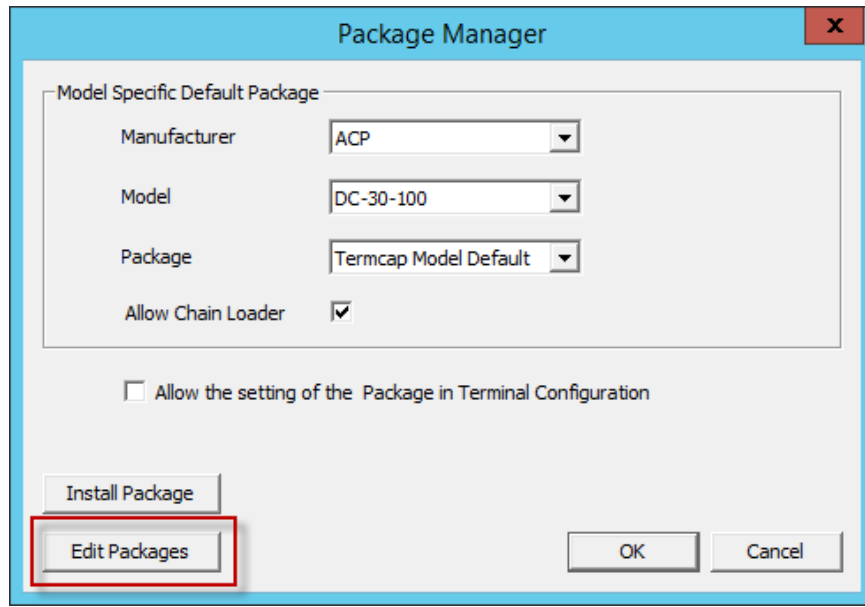 Package Manager
x
Model Specific Default Package
Manufacturer ACP
Model DC-30-100
Package Termcap Model Default
Allow Chain Loader
Allow the setting of the Package in Terminal Configuration
Install Package
Edit Packages OK Cancel